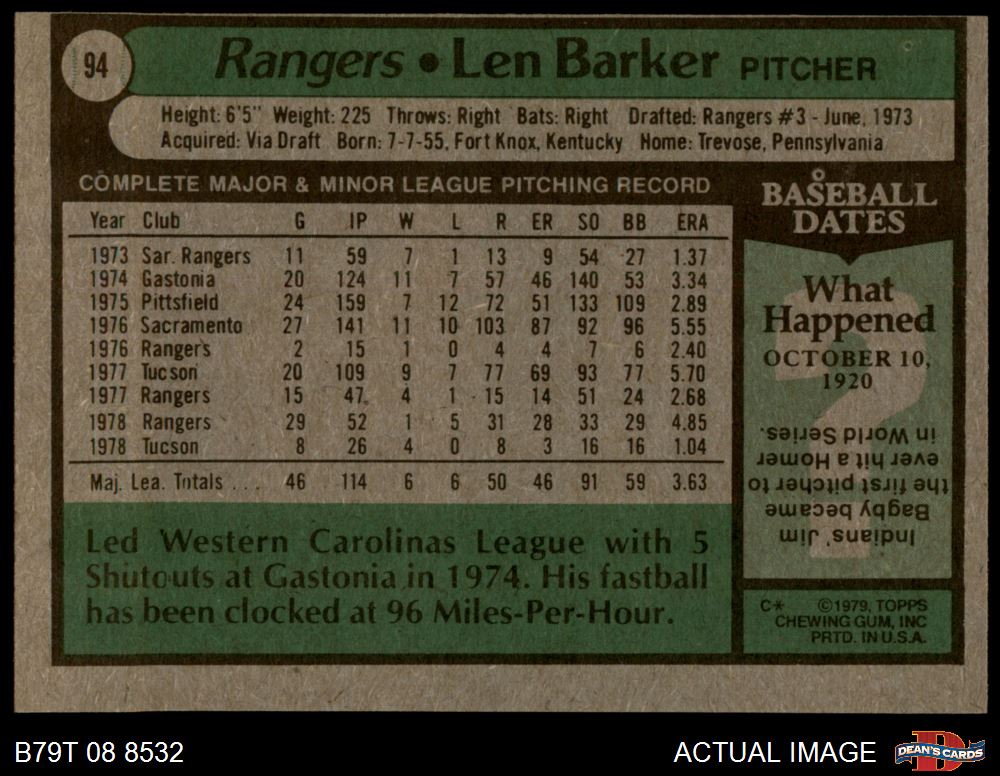 94
Rangers • Len Barker PITCHER
Height: 6'5" Weight: 225 Throws: Right Bats: Right Drafted: Rangers #3 - June, 1973
Acquired: Via Draft Born: 7-7-55, Fort Knox, Kentucky Home: Trevose, Pennsylvania
COMPLETE MAJOR & MINOR LEAGUE PITCHING RECORD
Year Club G IP W L R ER SO BB ERA
1973 Sar. Rangers 11 59 7 1 13 9 54 27 1.37
1974 Gastonia 20 124 11 7 57 46 140 53 3.34
1975 Pittsfield 24 159 7 12 72 51 133 109 2.89
1976 Sacramento 27 141 11 10 103 87 92 96 5.55
1976 Rangers 2 15 1 0 4 4 7 6 2.40
1977 Tucson 20 109 9 7 77 69 93 77 5.70
1977 Rangers 15 47 4 1 15 14 51 24 2.68
1978 Rangers 29 52 1 5 31 28 33 29 4.85
1978 Tucson 8 26 4 0 8 3 16 16 1.04
Maj. Lea. Totals . . . 46 114 6 6 50 46 91 59 3.63
Led Western Carolinas League with 5
Shutouts at Gastonia in 1974. His fastball
has been clocked at 96 Miles-Per-Hour.
BASEBALL
DATES
What
Happened
OCTOBER 10,
1920
Indians' Jim
Bagby became
the first pitcher to
ever hit a Homer
in World Series.
C* ©1979, TOPPS
CHEWING GUM, INC
PRTD. IN U.S.A.
B79T 08 8532
ACTUAL IMAGE
D
DEAN'S CARDS